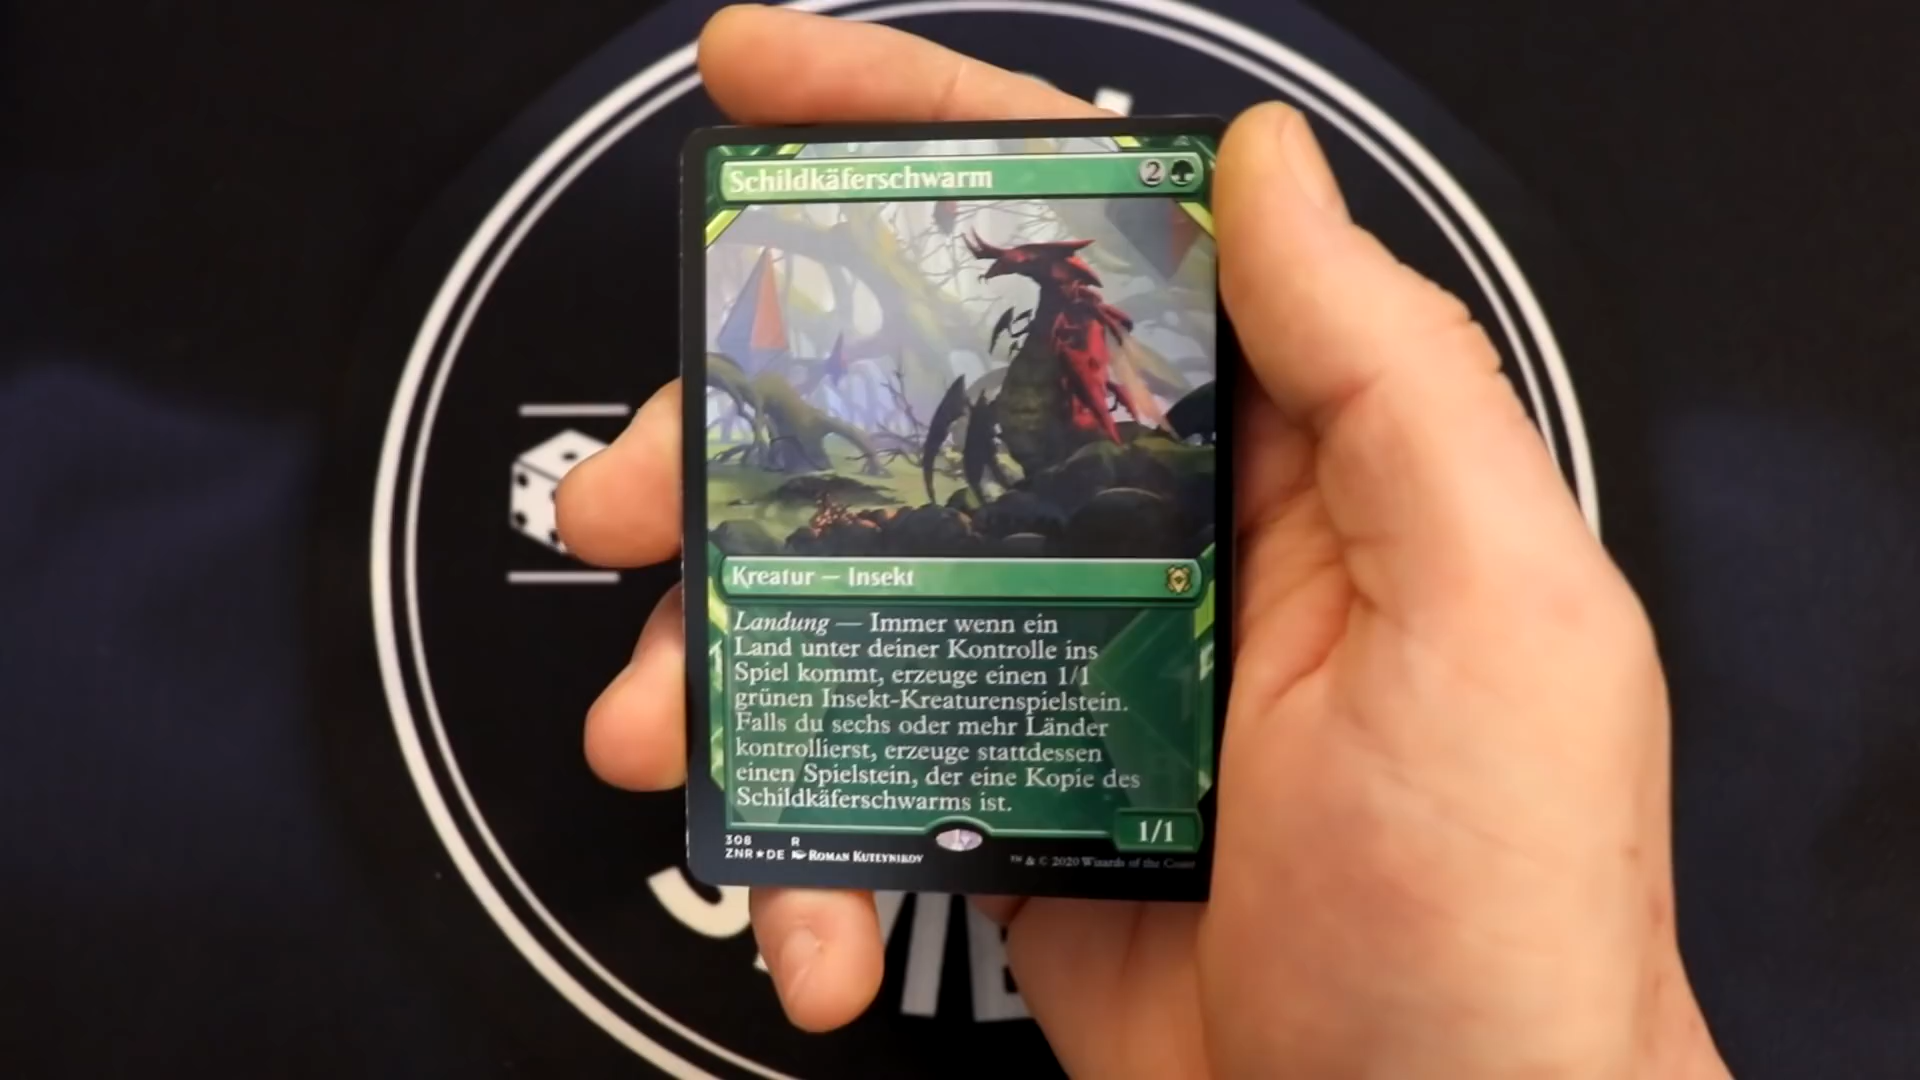 Schildkäferschwarm 2
Kreatur — Insekt
Landung — Immer wenn ein
Land unter deiner Kontrolle ins
Spiel kommt, erzeuge einen 1/1
grünen Insekt-Kreaturenspielstein.
Falls du sechs oder mehr Länder
kontrollierst, erzeuge stattdessen
einen Spielstein, der eine Kopie des
Schildkäferschwarms ist.
1/1
308 R
ZNR★DE Roman Kuteynikov
™ & © 2020 Wizards of the Coast